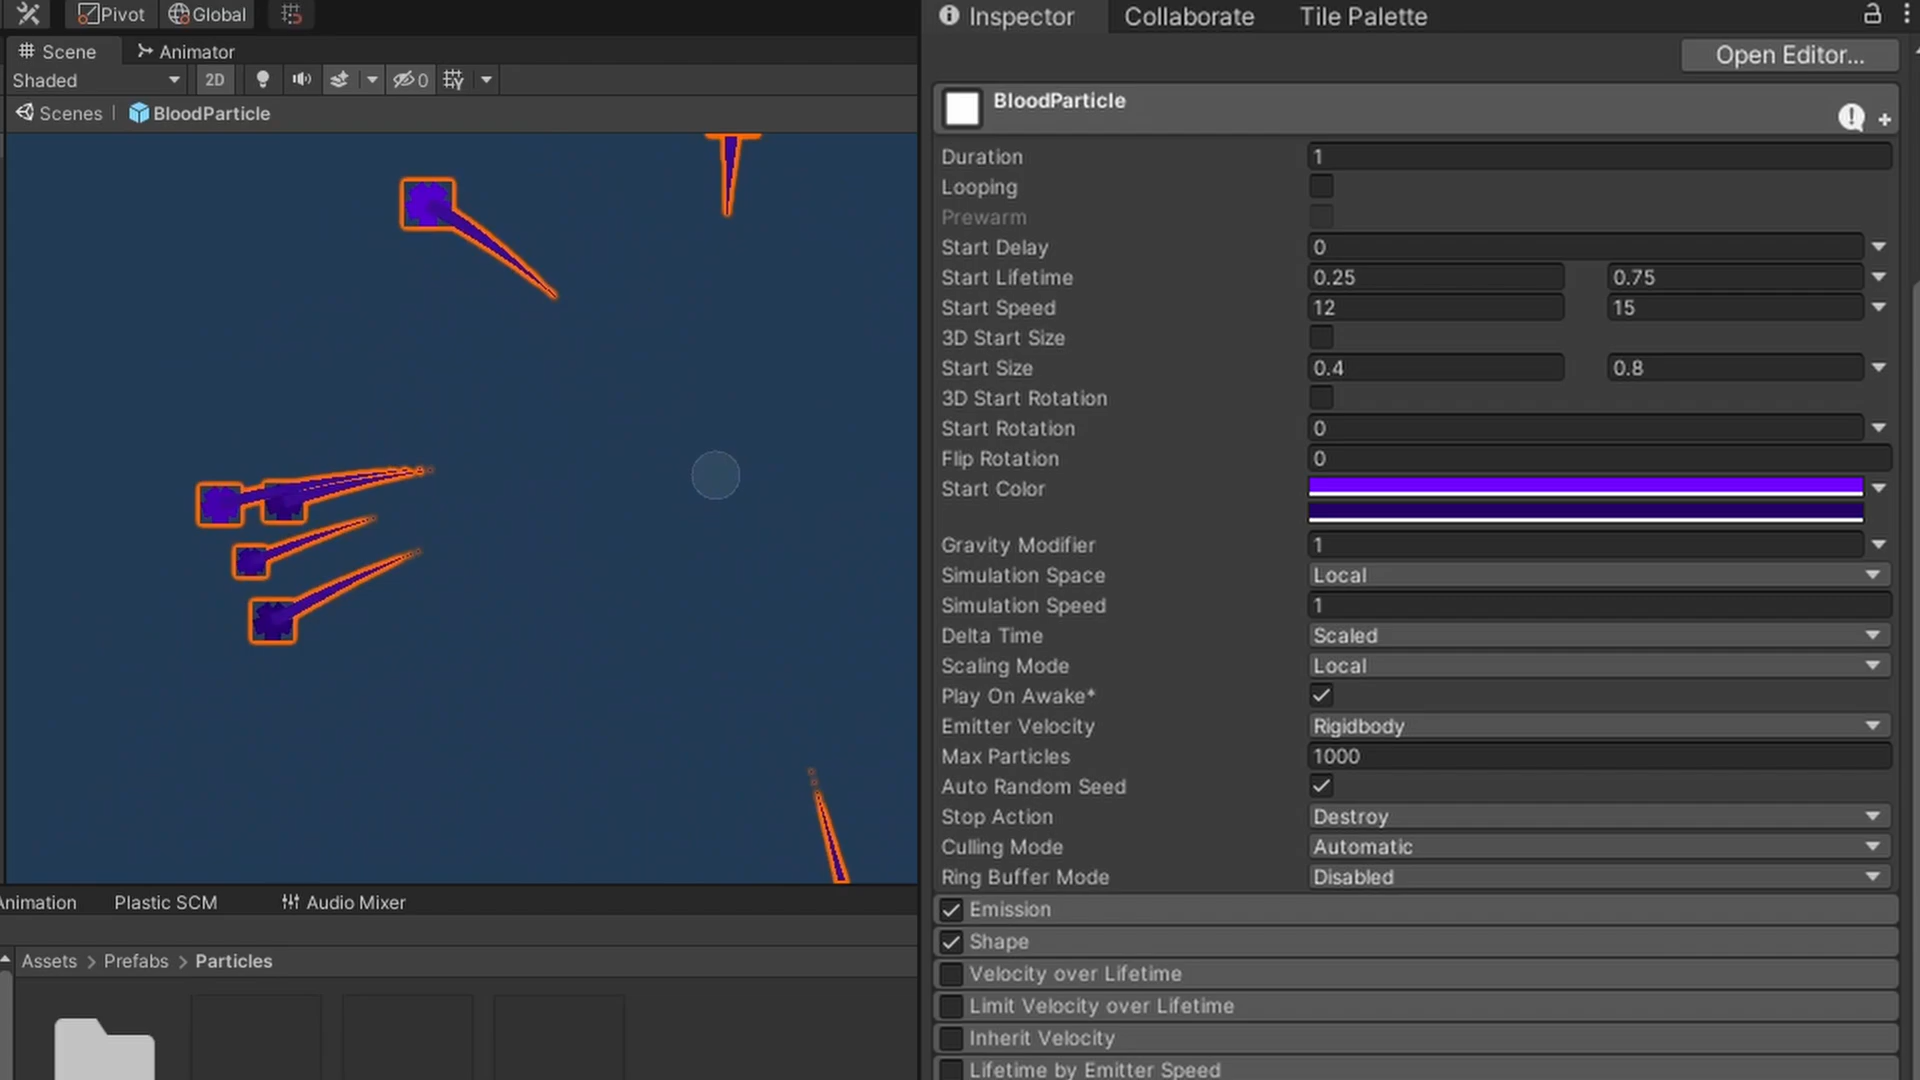 Pivot
Global
Scene
Animator
Shaded
2D
0
Scenes
BloodParticle
Inspector
Collaborate
Tile Palette
Open Editor...
BloodParticle
Duration 1
Looping
Prewarm
Start Delay 0
Start Lifetime 0.25 0.75
Start Speed 12 15
3D Start Size
Start Size 0.4 0.8
3D Start Rotation
Start Rotation 0
Flip Rotation 0
Start Color
Gravity Modifier 1
Simulation Space Local
Simulation Speed 1
Delta Time Scaled
Scaling Mode Local
Play On Awake*
Emitter Velocity Rigidbody
Max Particles 1000
Auto Random Seed
Stop Action Destroy
Culling Mode Automatic
Ring Buffer Mode Disabled
Emission
Shape
Velocity over Lifetime
Limit Velocity over Lifetime
Inherit Velocity
Lifetime by Emitter Speed
Animation
Plastic SCM
Audio Mixer
Assets > Prefabs > Particles